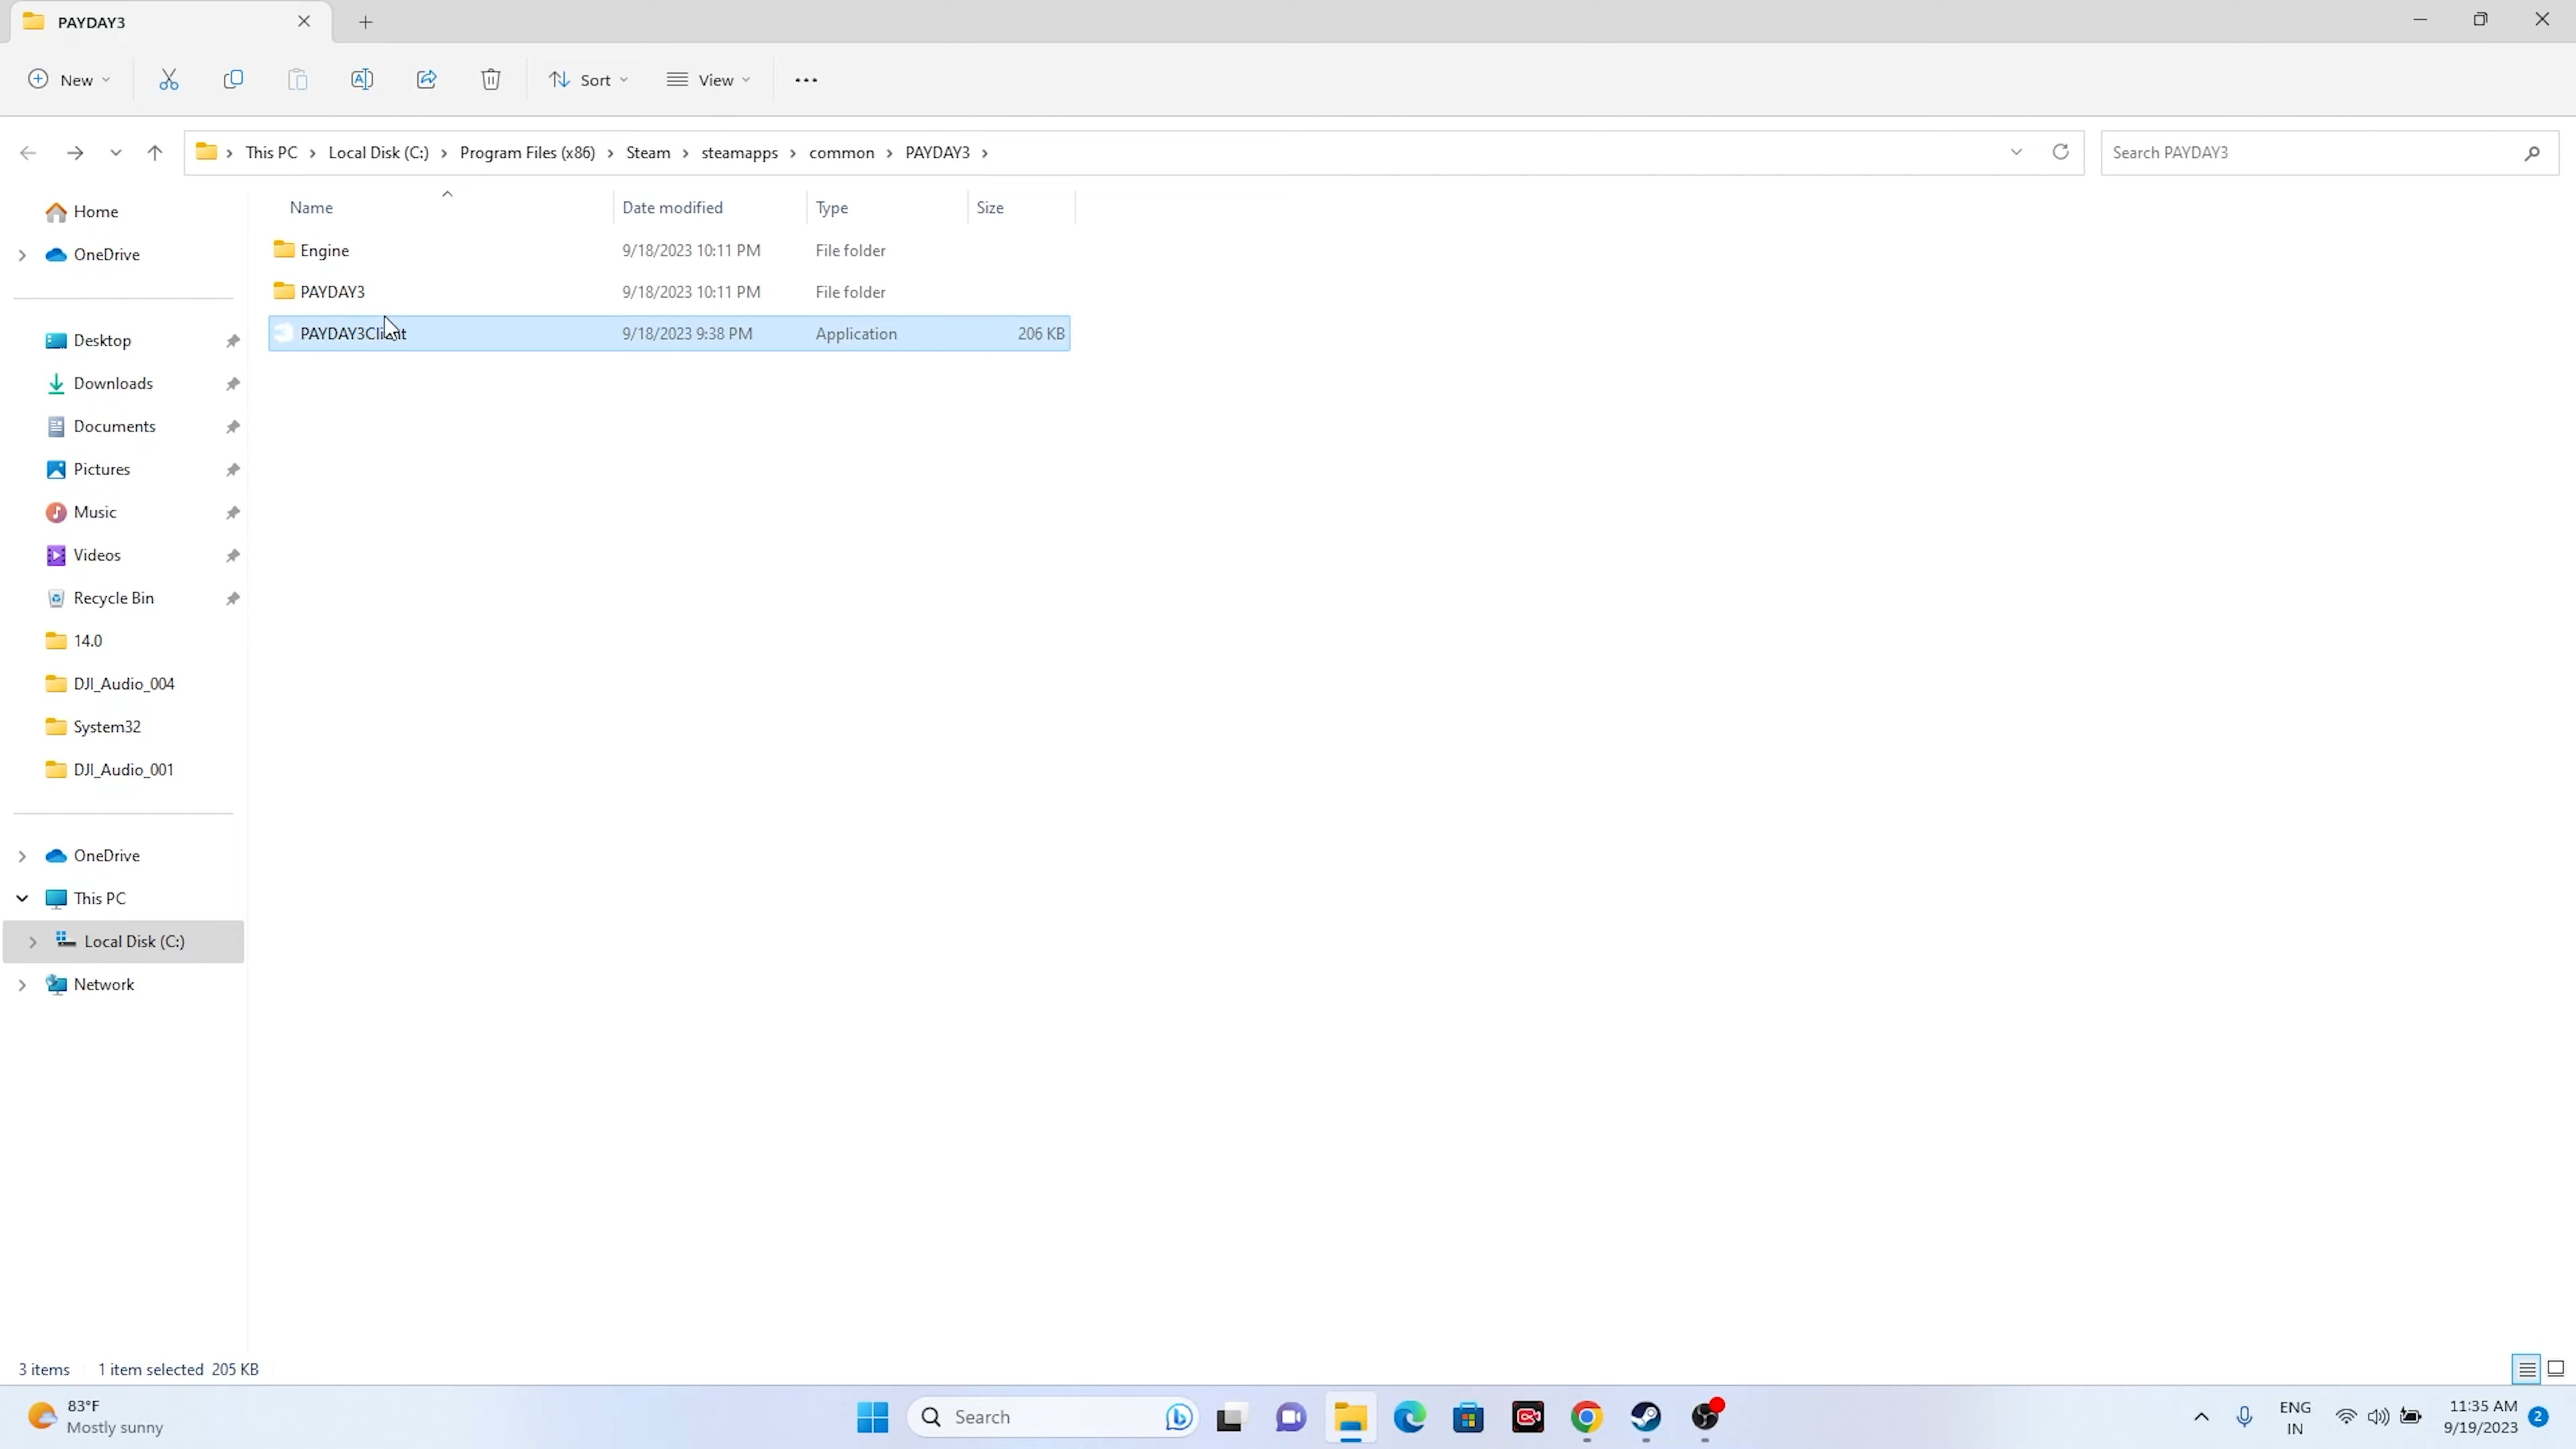 PAYDAY3
New
Sort
View
This PC > Local Disk (C:) > Program Files (x86) > Steam > steamapps > common > PAYDAY3 >
Search PAYDAY3
Name Date modified Type Size
Engine 9/18/2023 10:11 PM File folder
PAYDAY3 9/18/2023 10:11 PM File folder
PAYDAY3Client 9/18/2023 9:38 PM Application 206 KB
Home
OneDrive
Desktop
Downloads
Documents
Pictures
Music
Videos
Recycle Bin
14.0
DJI_Audio_004
System32
DJI_Audio_001
OneDrive
This PC
Local Disk (C:)
Network
3 items 1 item selected 205 KB
83°F
Mostly sunny
Search
ENG
IN
11:35 AM
9/19/2023
2